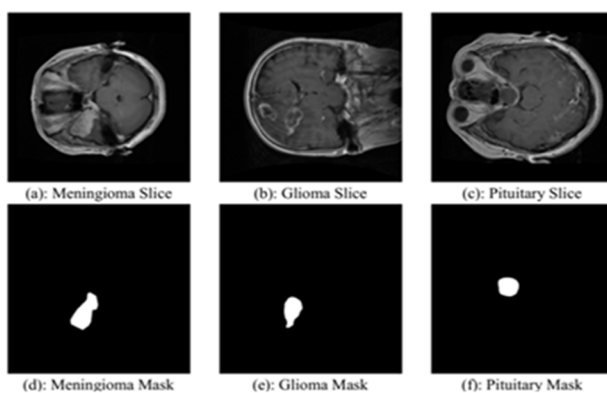 (a): Meningioma Slice
(b): Glioma Slice
(c): Pituitary Slice
(d): Meningioma Mask
(e): Glioma Mask
(f): Pituitary Mask